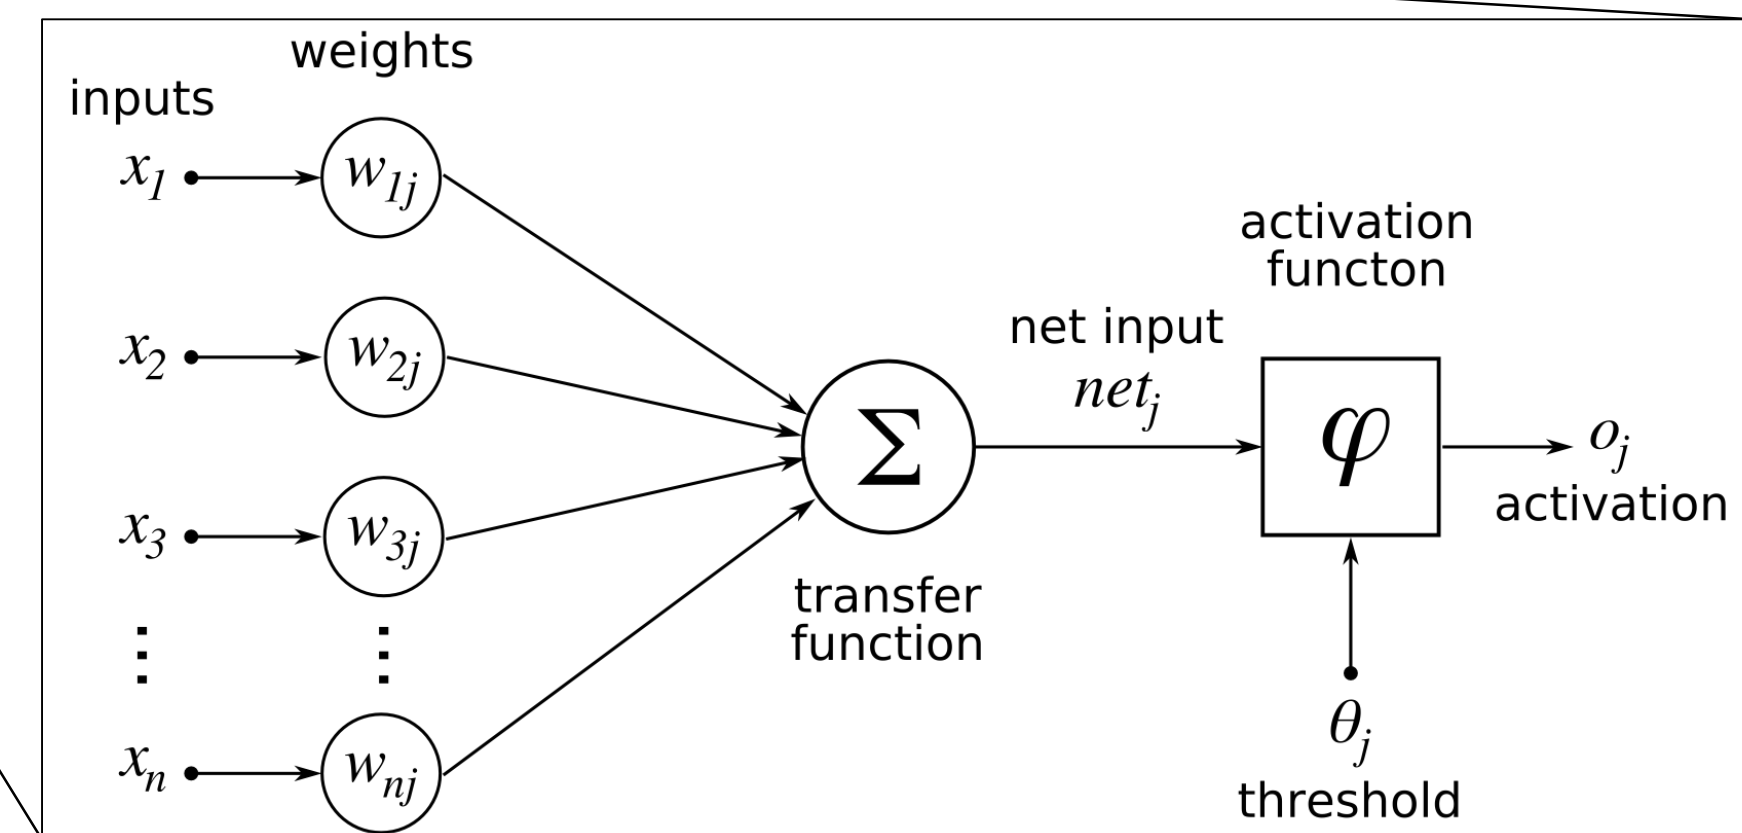 weights
inputs
x1
w1j
x2
w2j
x3
w3j
⋮ ⋮
xn
wnj
Σ
transfer
function
net input
netj
activation
functon
φ
oj
activation
θj
threshold